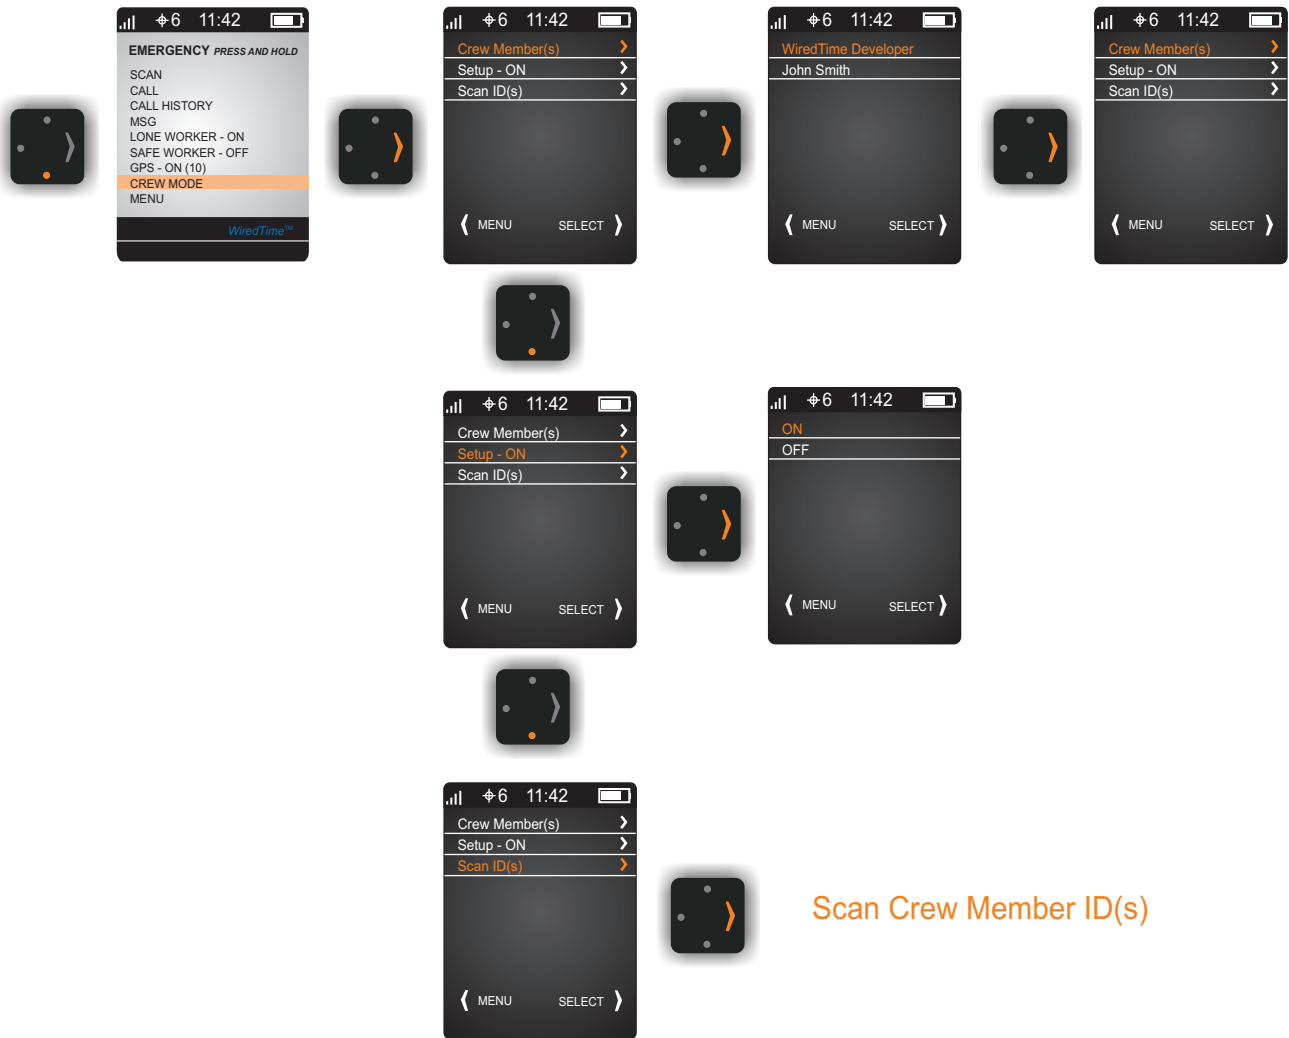 6 11:42
EMERGENCY PRESS AND HOLD
SCAN
CALL
CALL HISTORY
MSG
LONE WORKER - ON
SAFE WORKER - OFF
GPS - ON (10)
CREW MODE
MENU
WiredTime™
6 11:42
Crew Member(s)
Setup - ON
Scan ID(s)
MENU SELECT
6 11:42
WiredTime Developer
John Smith
MENU SELECT
6 11:42
Crew Member(s)
Setup - ON
Scan ID(s)
MENU SELECT
6 11:42
Crew Member(s)
Setup - ON
Scan ID(s)
MENU SELECT
6 11:42
ON
OFF
MENU SELECT
6 11:42
Crew Member(s)
Setup - ON
Scan ID(s)
MENU SELECT
Scan Crew Member ID(s)